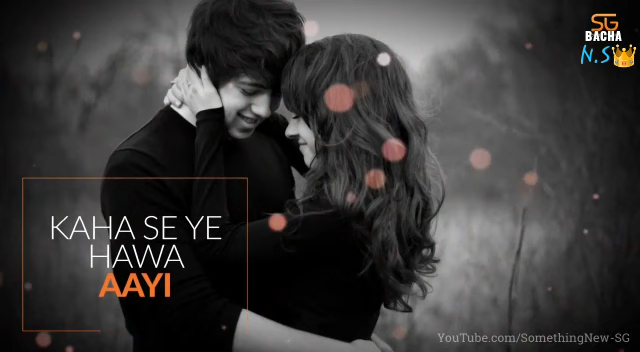 SG
BACHA
N.S
KAHA SE YE
HAWA
AAYI
YouTube.com/SomethingNew-SG